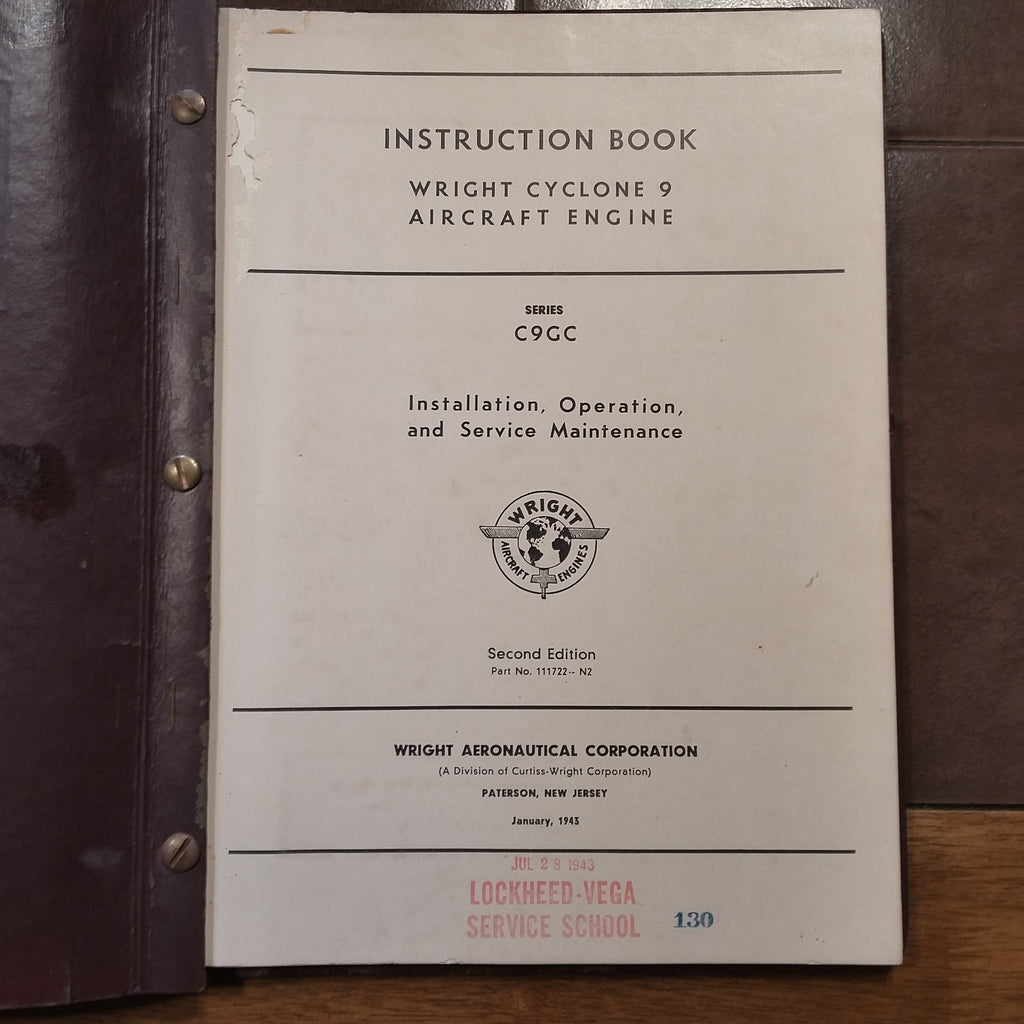 INSTRUCTION BOOK
WRIGHT CYCLONE 9
AIRCRAFT ENGINE
SERIES
C9GC
Installation, Operation,
and Service Maintenance
WRIGHT
AIRCRAFT ENGINES
Second Edition
Part No. 111722-- N2
WRIGHT AERONAUTICAL CORPORATION
(A Division of Curtiss-Wright Corporation)
PATERSON, NEW JERSEY
January, 1943
JUL 28 1943
LOCKHEED-VEGA
SERVICE SCHOOL 130